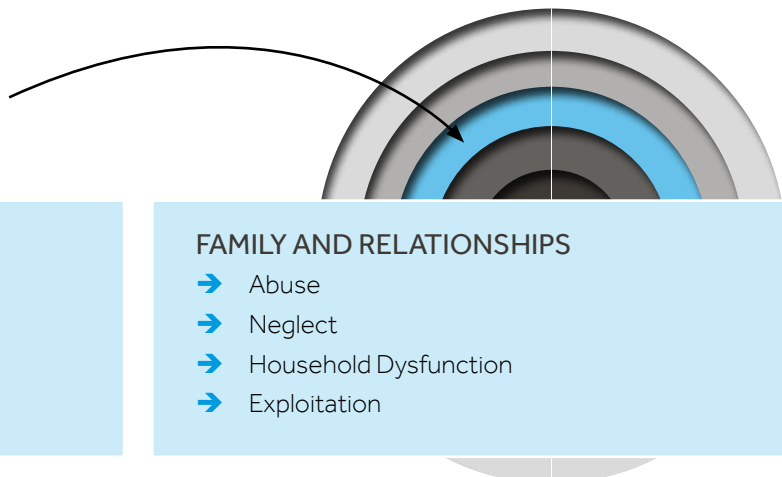 FAMILY AND RELATIONSHIPS
➔ Abuse
➔ Neglect
➔ Household Dysfunction
➔ Exploitation